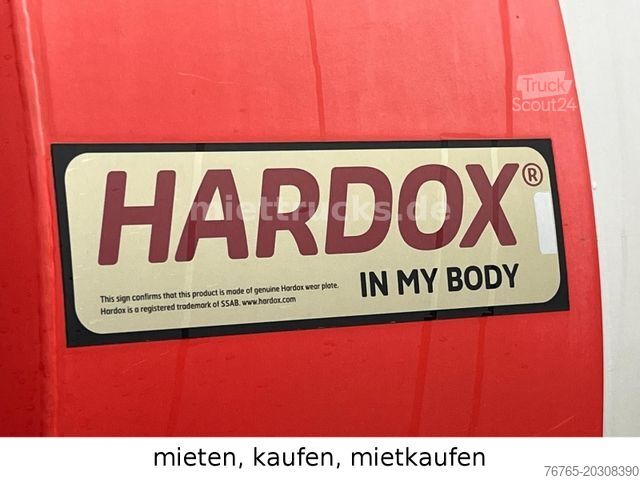 Truck
Scout24
HARDOX®
miettrucks.de
IN MY BODY
This sign confirms that this product is made of genuine Hardox wear plate.
Hardox is a registered trademark of SSAB. www.hardox.com
mieten, kaufen, mietkaufen
76765-20308390